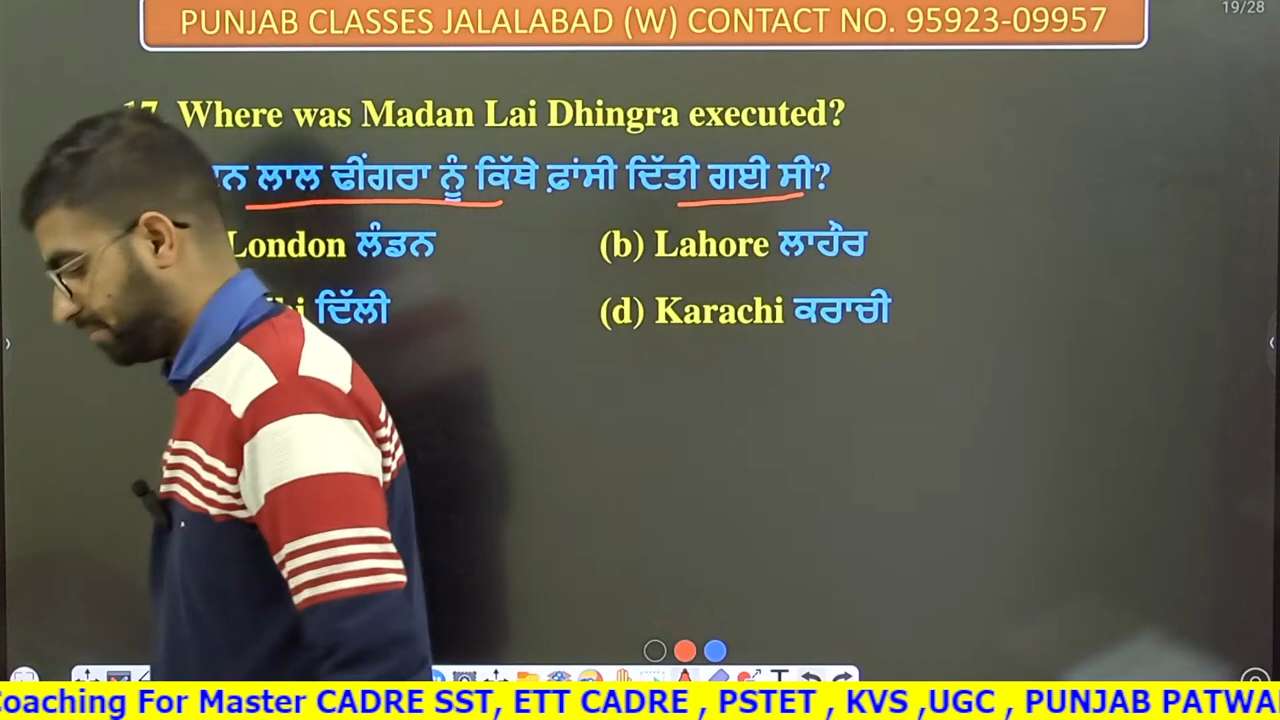 PUNJAB CLASSES JALALABAD (W) CONTACT NO. 95923-09957
19/28
17. Where was Madan Lai Dhingra executed?
ਲਾਲ ਢੀਂਗਰਾ ਨੂੰ ਕਿੱਥੇ ਫ਼ਾਂਸੀ ਦਿੱਤੀ ਗਈ ਸੀ?
London ਲੰਡਨ
(b) Lahore ਲਾਹੌਰ
ਦਿੱਲੀ
(d) Karachi ਕਰਾਚੀ
Coaching For Master CADRE SST, ETT CADRE , PSTET , KVS ,UGC , PUNJAB PATWA